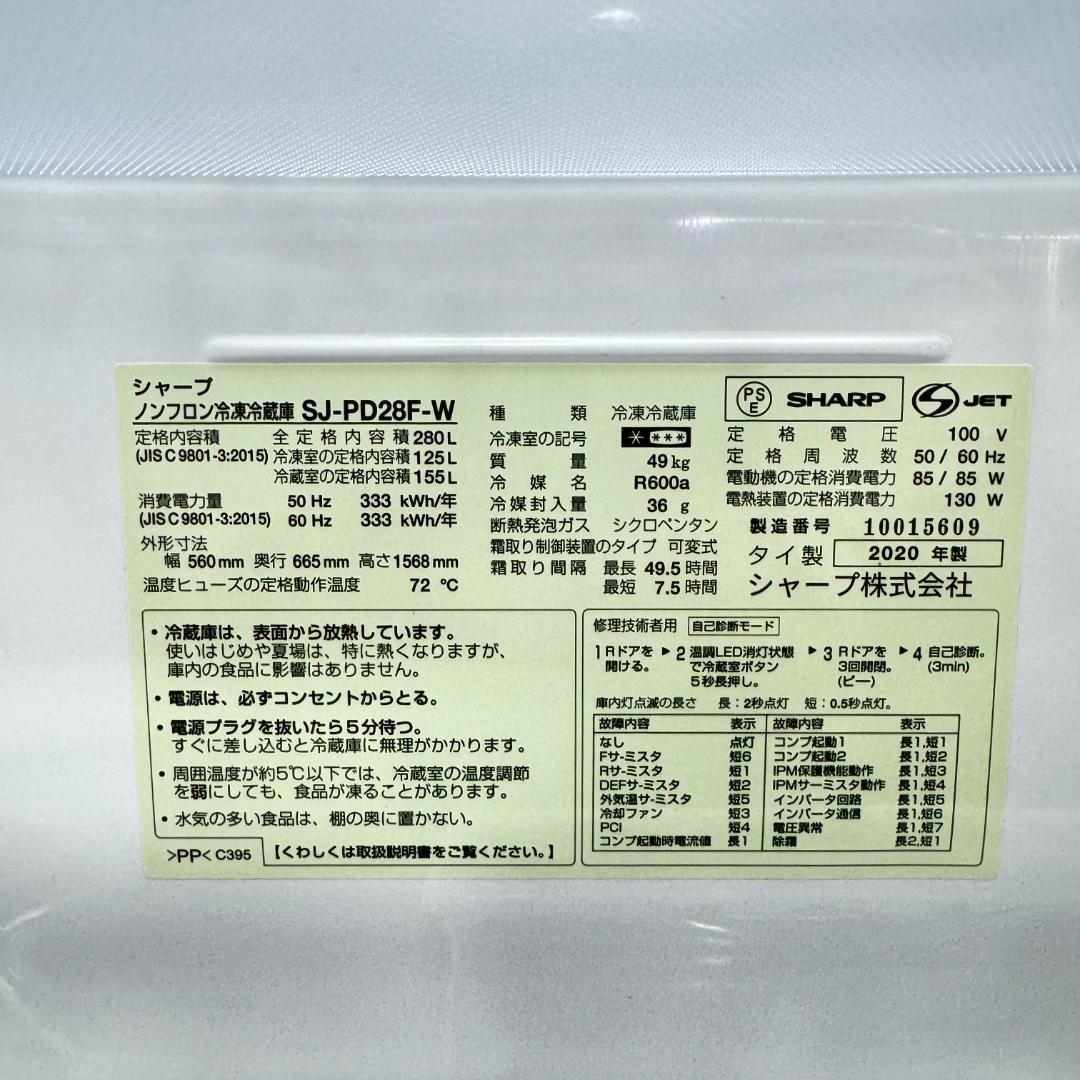 シャープ
ノンフロン冷凍冷蔵庫 SJ-PD28F-W
定格内容積 全定格内容積 280 L
(JIS C 9801-3:2015) 冷凍室の定格内容積 125 L
冷蔵室の定格内容積 155 L
消費電力量 50 Hz 333 kWh/年
(JIS C 9801-3:2015) 60 Hz 333 kWh/年
外形寸法
幅 560 mm 奥行 665 mm 高さ 1568 mm
温度ヒューズの定格動作温度 72 ℃
種類 冷凍冷蔵庫
冷凍室の記号 * ***
質量 49 kg
冷媒名 R600a
冷媒封入量 36 g
断熱発泡ガス シクロペンタン
霜取り制御装置のタイプ 可変式
霜取り間隔 最長 49.5 時間
最短 7.5 時間
PSE SHARP JET
定格電圧 100 V
定格周波数 50 / 60 Hz
電動機の定格消費電力 85 / 85 W
電熱装置の定格消費電力 130 W
製造番号 10015609
タイ製 2020 年製
シャープ株式会社
• 冷蔵庫は、表面から放熱しています。
使いはじめや夏場は、特に熱くなりますが、
庫内の食品に影響はありません。
• 電源は、必ずコンセントからとる。
• 電源プラグを抜いたら5分待つ。
すぐに差し込むと冷蔵庫に無理がかかります。
• 周囲温度が約5℃以下では、冷蔵室の温度調節
を弱にしても、食品が凍ることがあります。
• 水気の多い食品は、棚の奥に置かない。
>PP< C395 【くわしくは取扱説明書をご覧ください。】
修理技術者用 自己診断モード
1 Rドアを ▶ 2 温調LED消灯状態 ▶ 3 Rドアを ▶ 4 自己診断。
開ける。 で冷蔵室ボタン 3回開閉。 (3min)
5秒長押し。 (ピー)
庫内灯点滅の長さ 長：2秒点灯 短：0.5秒点灯。
故障内容 表示 故障内容 表示
なし 点灯 コンプ起動1 長1,短1
Fサ-ミスタ 短6 コンプ起動2 長1,短2
Rサーミスタ 短1 IPM保護機能動作 長1,短3
DEFサ-ミスタ 短2 IPMサーミスタ動作 長1,短4
外気温サ-ミスタ 短5 インバータ回路 長1,短5
冷却ファン 短3 インバータ通信 長1,短6
PCI 短4 電圧異常 長1,短7
コンプ起動時電流値 長1 除霜 長2,短1